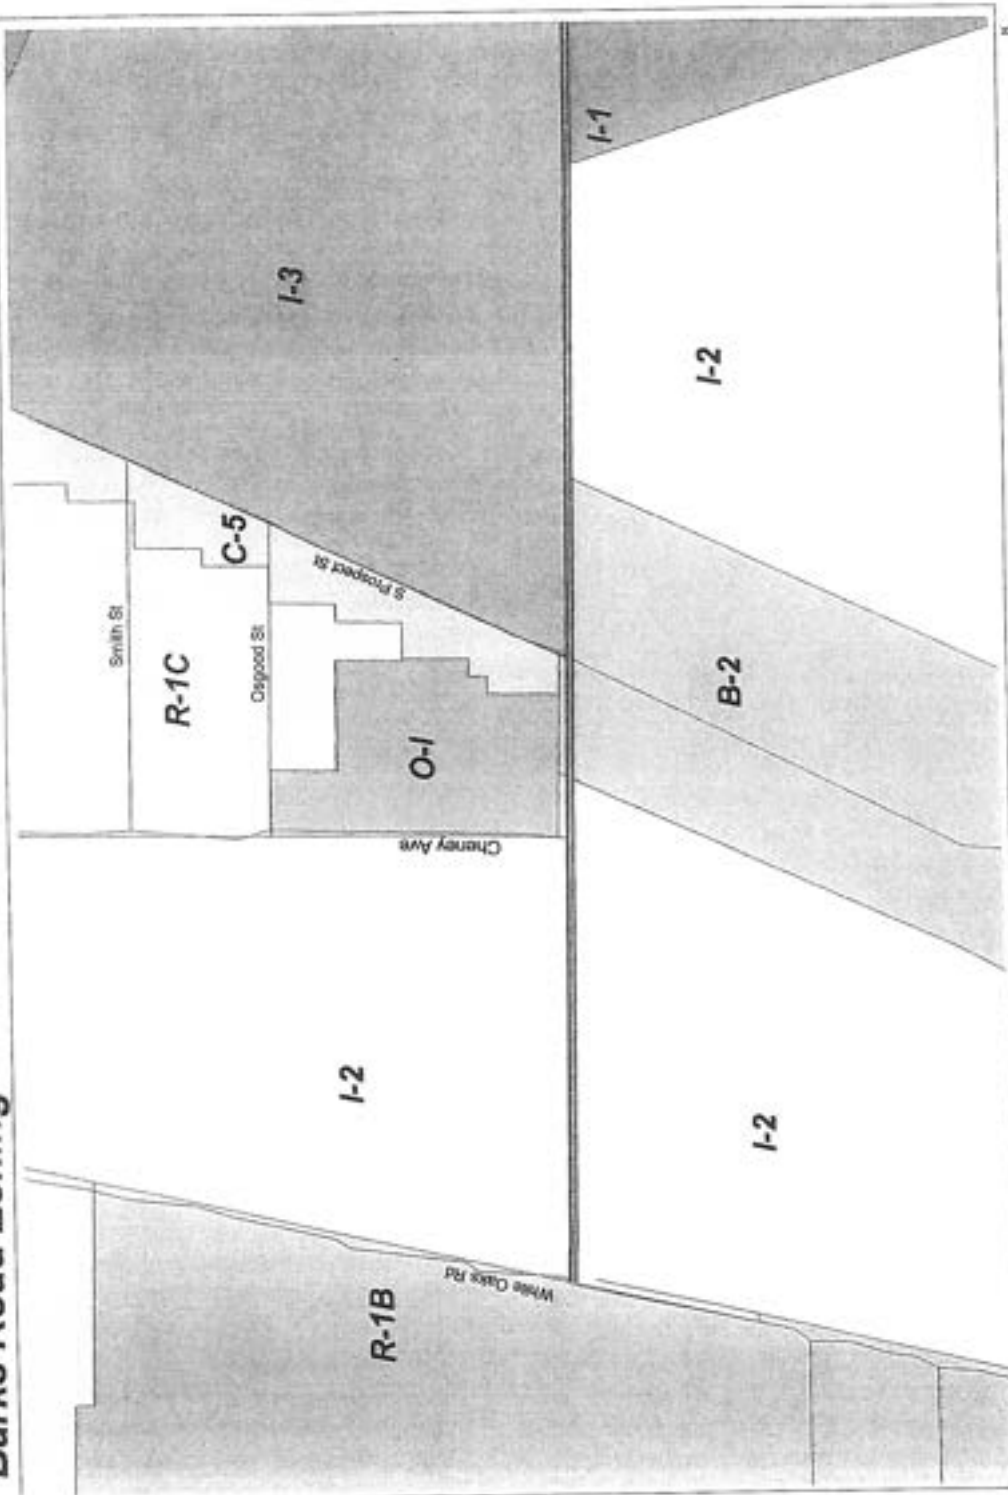 I-3
I-1
I-2
C-5
S Prospect St
Smith St
R-1C
Osgood St
B-2
O-I
Cheney Ave
I-2
I-2
White Oaks Rd
R-1B